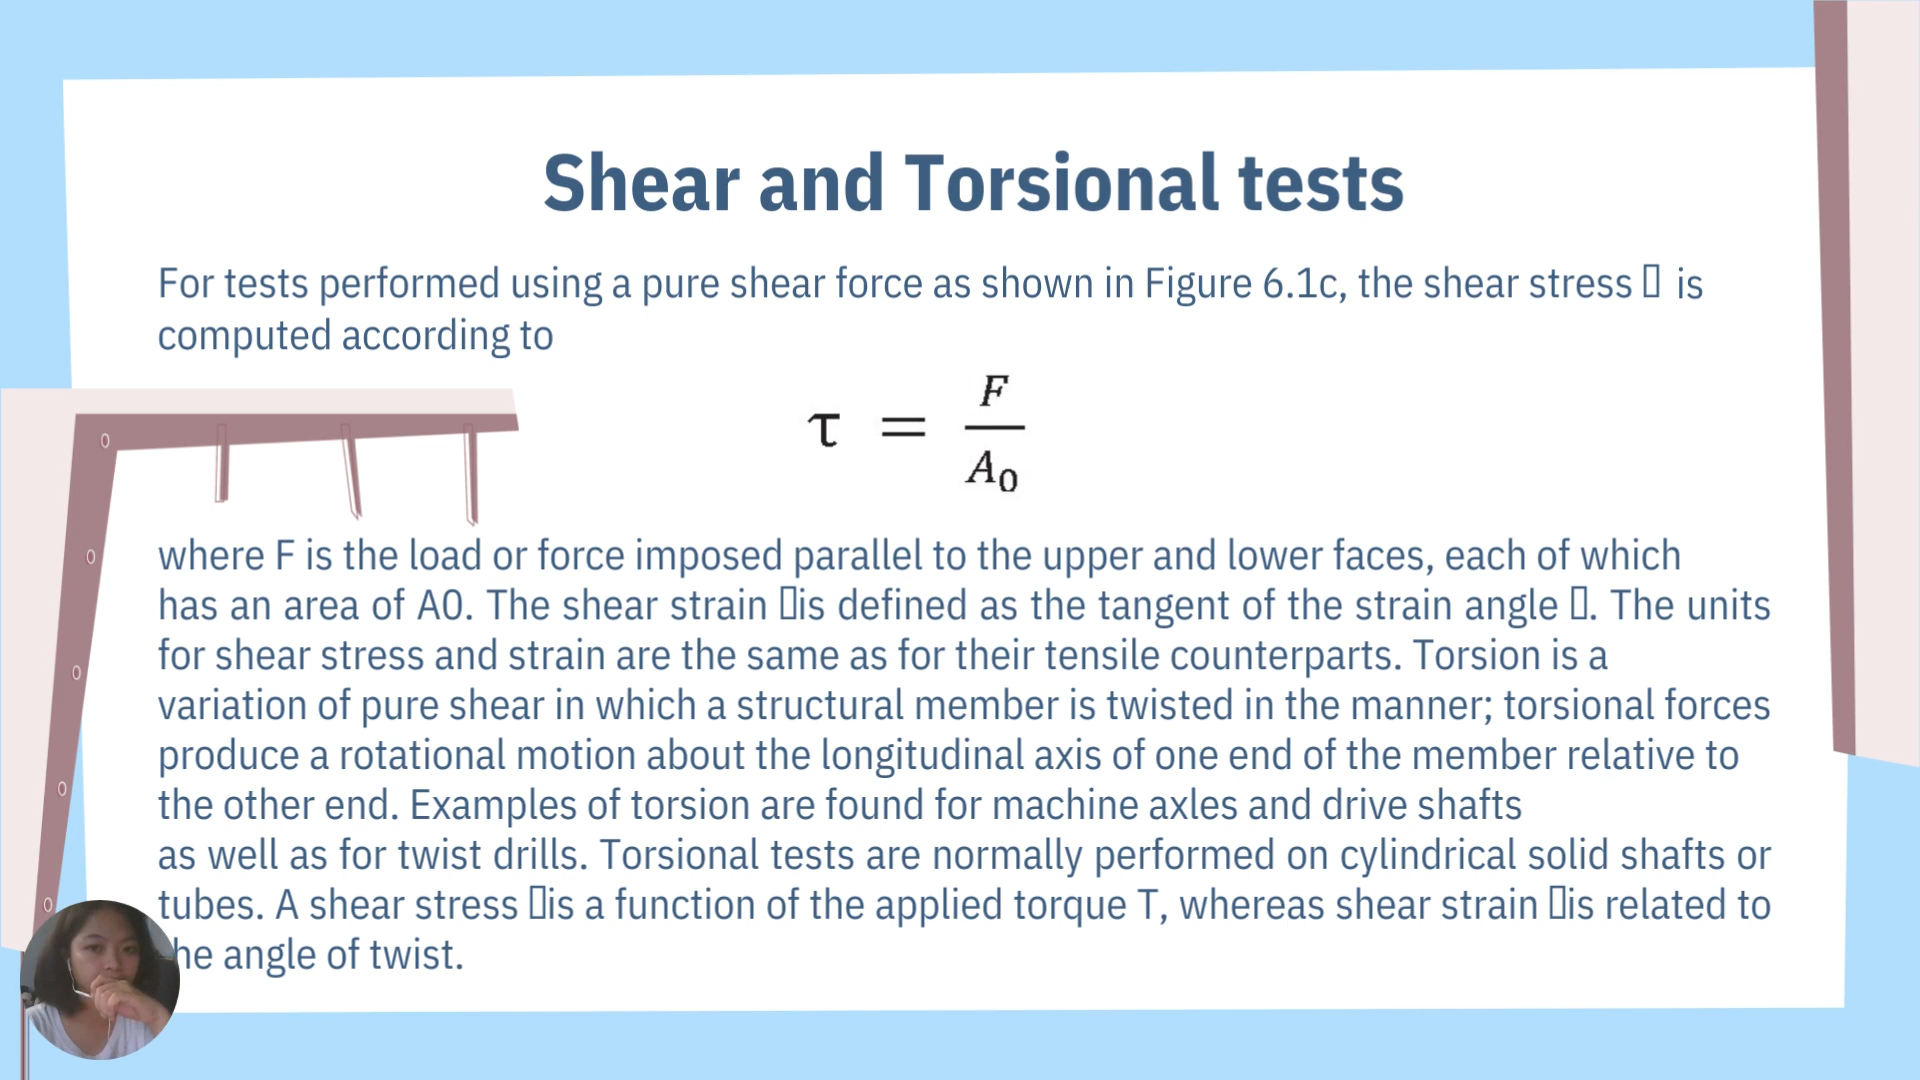 Shear and Torsional tests
For tests performed using a pure shear force as shown in Figure 6.1c, the shear stress ▯ is
computed according to
τ = F / A₀
where F is the load or force imposed parallel to the upper and lower faces, each of which
has an area of A0. The shear strain ▯is defined as the tangent of the strain angle ▯. The units
for shear stress and strain are the same as for their tensile counterparts. Torsion is a
variation of pure shear in which a structural member is twisted in the manner; torsional forces
produce a rotational motion about the longitudinal axis of one end of the member relative to
the other end. Examples of torsion are found for machine axles and drive shafts
as well as for twist drills. Torsional tests are normally performed on cylindrical solid shafts or
tubes. A shear stress ▯is a function of the applied torque T, whereas shear strain ▯is related to
he angle of twist.